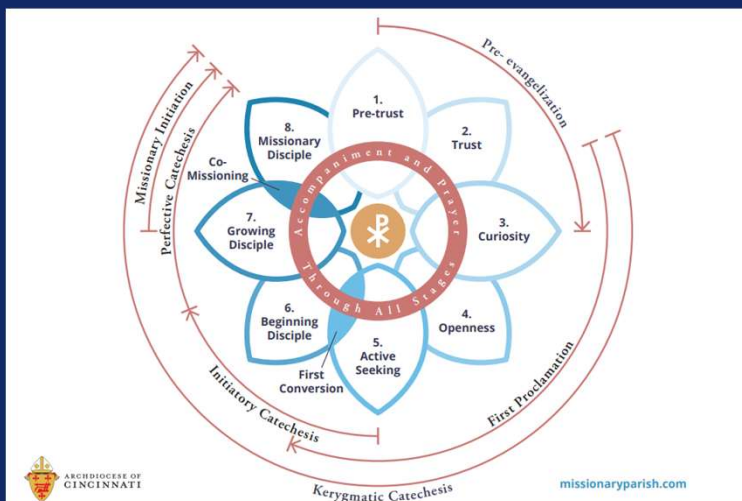 Pre- evangelization
1.
Pre-trust
2.
Trust
3.
Curiosity
4.
Openness
5.
Active
Seeking
6.
Beginning
Disciple
7.
Growing
Disciple
8.
Missionary
Disciple
Co-
Missioning
First
Conversion
Accompaniment and Prayer
Through All Stages
Missionary Initiation
Perfective Catechesis
Initiatory Catechesis
First Proclamation
Kerygmatic Catechesis
ARCHDIOCESE OF
CINCINNATI
missionaryparish.com